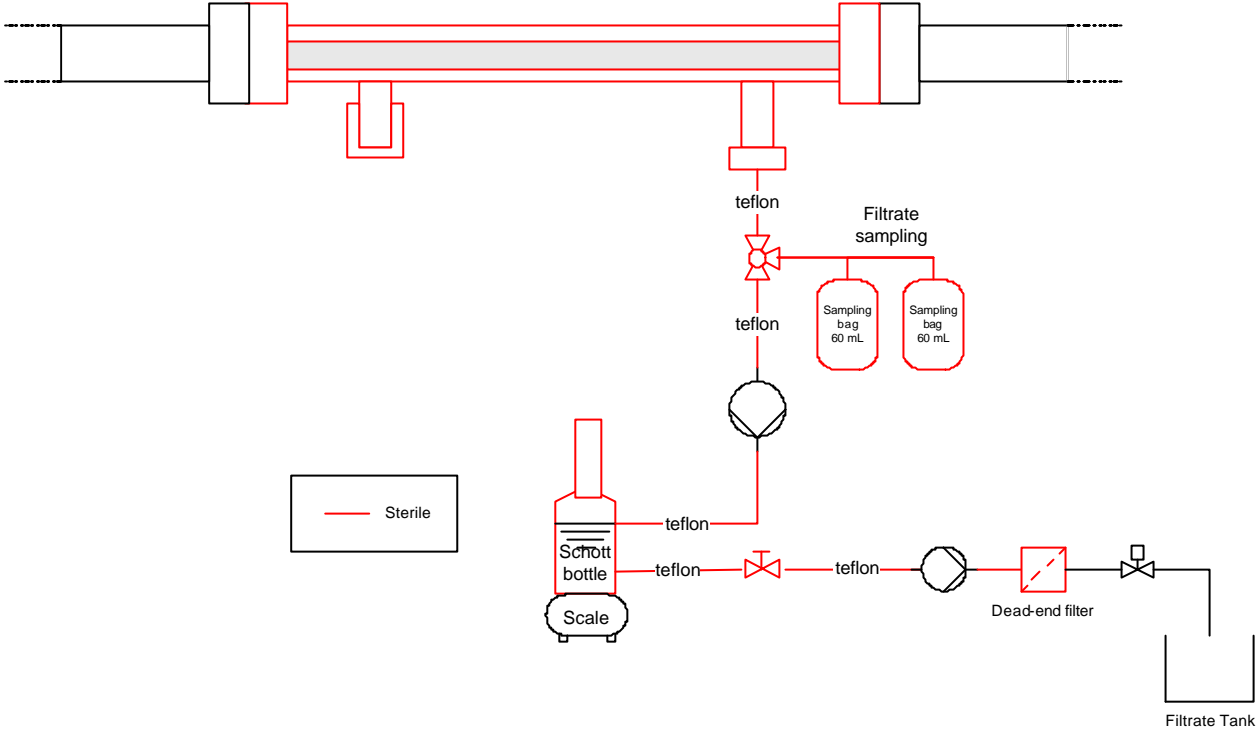 teflon
Filtrate
sampling
Sampling
bag
60 mL
Sampling
bag
60 mL
teflon
Sterile
teflon
Schott
bottle
teflon
teflon
Scale
Dead-end filter
Filtrate Tank